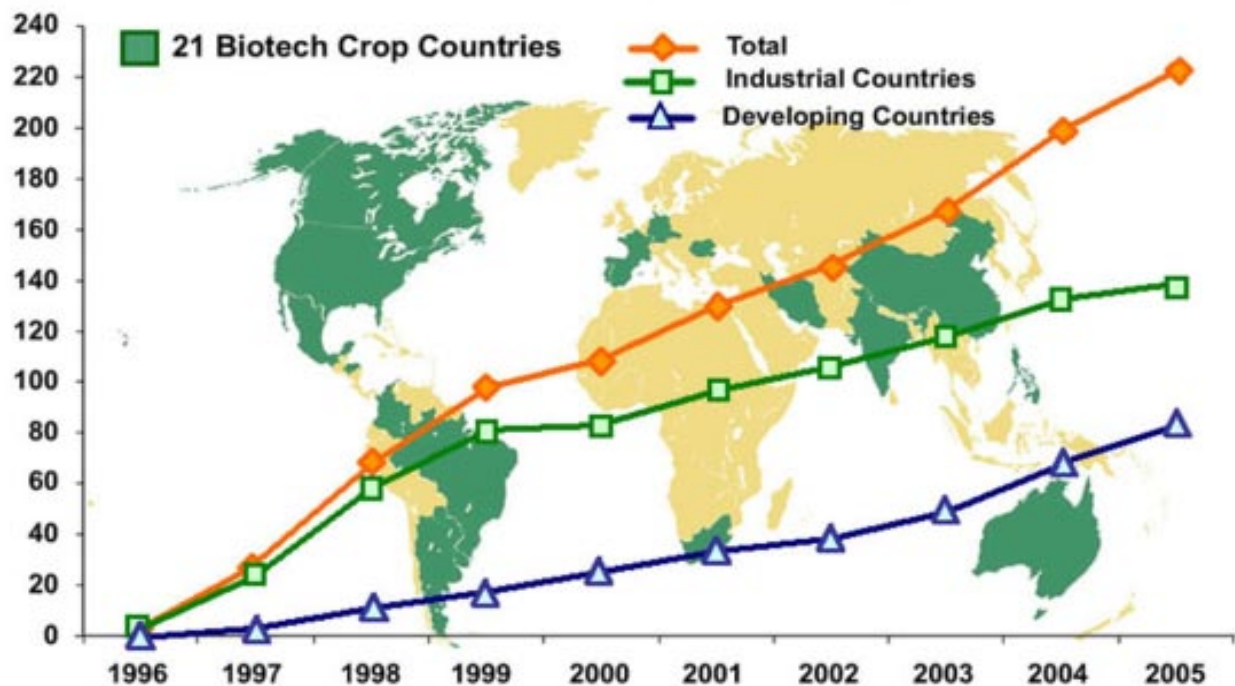 240
220
200
180
160
140
120
100
80
60
40
20
0
21 Biotech Crop Countries
Total
Industrial Countries
Developing Countries
1996 1997 1998 1999 2000 2001 2002 2003 2004 2005